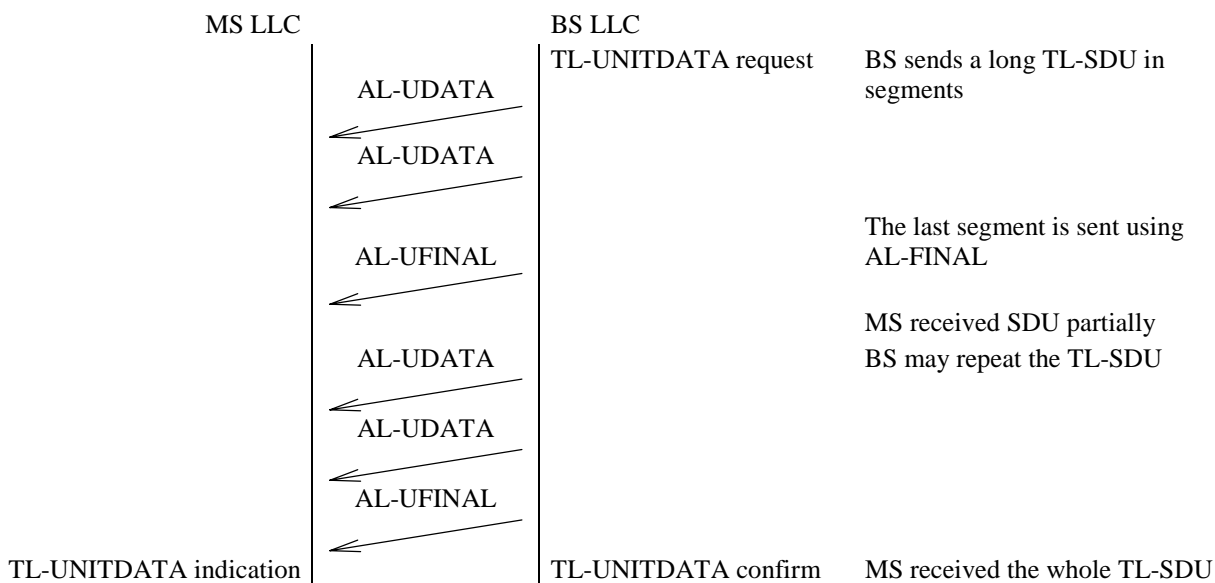 MS LLC BS LLC
TL-UNITDATA request BS sends a long TL-SDU in
AL-UDATA segments
AL-UDATA
The last segment is sent using
AL-UFINAL AL-FINAL
MS received SDU partially
AL-UDATA BS may repeat the TL-SDU
AL-UDATA
AL-UFINAL
TL-UNITDATA indication TL-UNITDATA confirm MS received the whole TL-SDU